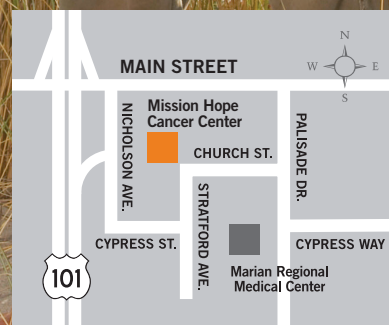 N
W E
S
MAIN STREET
Mission Hope
Cancer Center
NICHOLSON AVE.
CHURCH ST.
PALISADE DR.
STRATFORD AVE.
CYPRESS ST.
CYPRESS WAY
101
Marian Regional
Medical Center